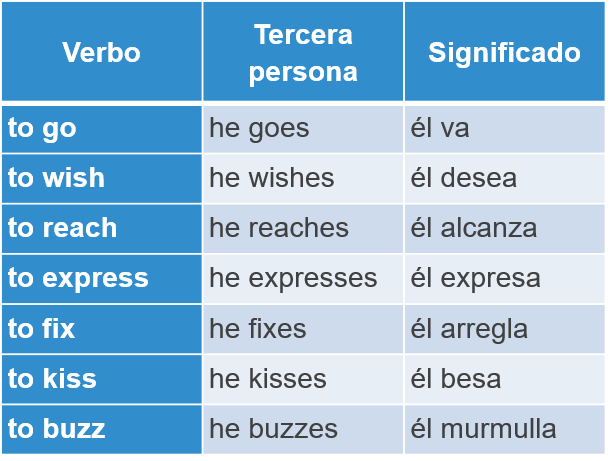 Verbo Tercera persona Significado
to go he goes él va
to wish he wishes él desea
to reach he reaches él alcanza
to express he expresses él expresa
to fix he fixes él arregla
to kiss he kisses él besa
to buzz he buzzes él murmulla